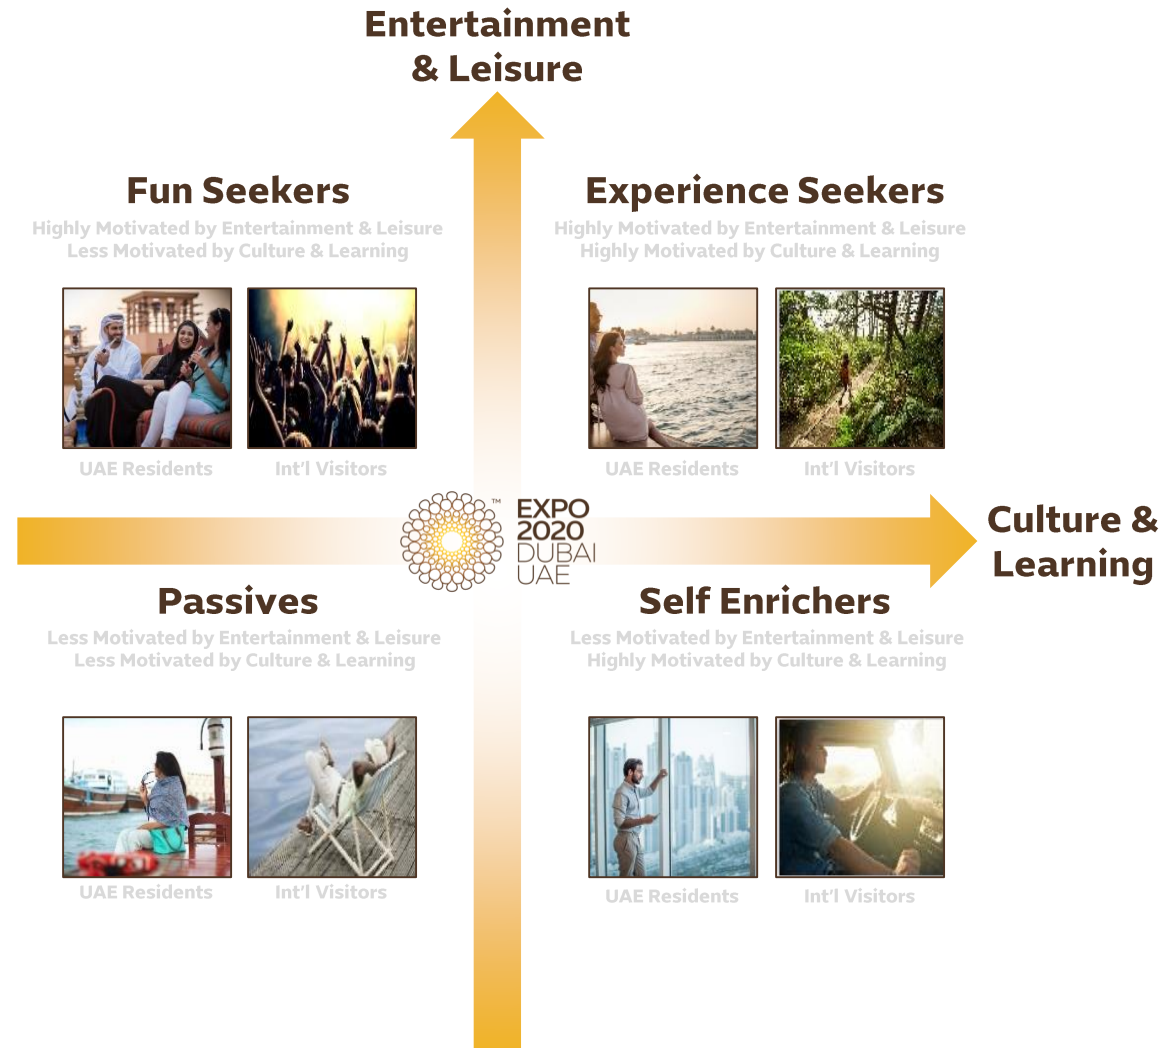 Entertainment
& Leisure
Fun Seekers
Highly Motivated by Entertainment & Leisure
Less Motivated by Culture & Learning
Experience Seekers
Highly Motivated by Entertainment & Leisure
Highly Motivated by Culture & Learning
UAE Residents
Int'l Visitors
UAE Residents
Int'l Visitors
™
EXPO
2020
DUBAI
UAE
Culture &
Learning
Passives
Less Motivated by Entertainment & Leisure
Less Motivated by Culture & Learning
Self Enrichers
Less Motivated by Entertainment & Leisure
Highly Motivated by Culture & Learning
UAE Residents
Int'l Visitors
UAE Residents
Int'l Visitors